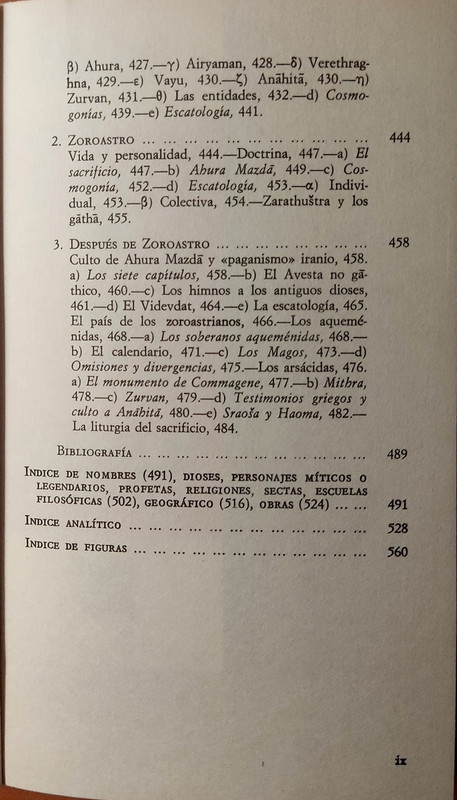 β) Ahura, 427.—γ) Airyaman, 428.—δ) Verethrag-
hna, 429.—ε) Vayu, 430.—ζ) Anāhitā, 430.—η)
Zurvan, 431.—θ) Las entidades, 432.—d) Cosmo-
gonías, 439.—e) Escatología, 441.
2. ZOROASTRO ... ... ... ... ... ... ... ... ... ... ... ... 444
Vida y personalidad, 444.—Doctrina, 447.—a) El
sacrificio, 447.—b) Ahura Mazdā, 449.—c) Cos-
mogonía, 452.—d) Escatología, 453.—α) Indivi-
dual, 453.—β) Colectiva, 454.—Zarathuštra y los
gāthā, 455.
3. DESPUÉS DE ZOROASTRO ... ... ... ... ... ... ... ... 458
Culto de Ahura Mazdā y «paganismo» iranio, 458.
a) Los siete capítulos, 458.—b) El Avesta no gā-
thico, 460.—c) Los himnos a los antiguos dioses,
461.—d) El Videvdat, 464.—e) La escatología, 465.
El país de los zoroastrianos, 466.—Los aquemé-
nidas, 468.—a) Los soberanos aqueménidas, 468.—
b) El calendario, 471.—c) Los Magos, 473.—d)
Omisiones y divergencias, 475.—Los arsácidas, 476.
a) El monumento de Commagene, 477.—b) Mithra,
478.—c) Zurvan, 479.—d) Testimonios griegos y
culto a Anāhitā, 480.—e) Sraoša y Haoma, 482.—
La liturgia del sacrificio, 484.
BIBLIOGRAFÍA ... ... ... ... ... ... ... ... ... ... ... ... 489
INDICE DE NOMBRES (491), DIOSES, PERSONAJES MÍTICOS O
LEGENDARIOS, PROFETAS, RELIGIONES, SECTAS, ESCUELAS
FILOSÓFICAS (502), GEOGRÁFICO (516), OBRAS (524) ... ... 491
INDICE ANALÍTICO ... ... ... ... ... ... ... ... ... ... ... 528
INDICE DE FIGURAS ... ... ... ... ... ... ... ... ... ... ... 560
ix